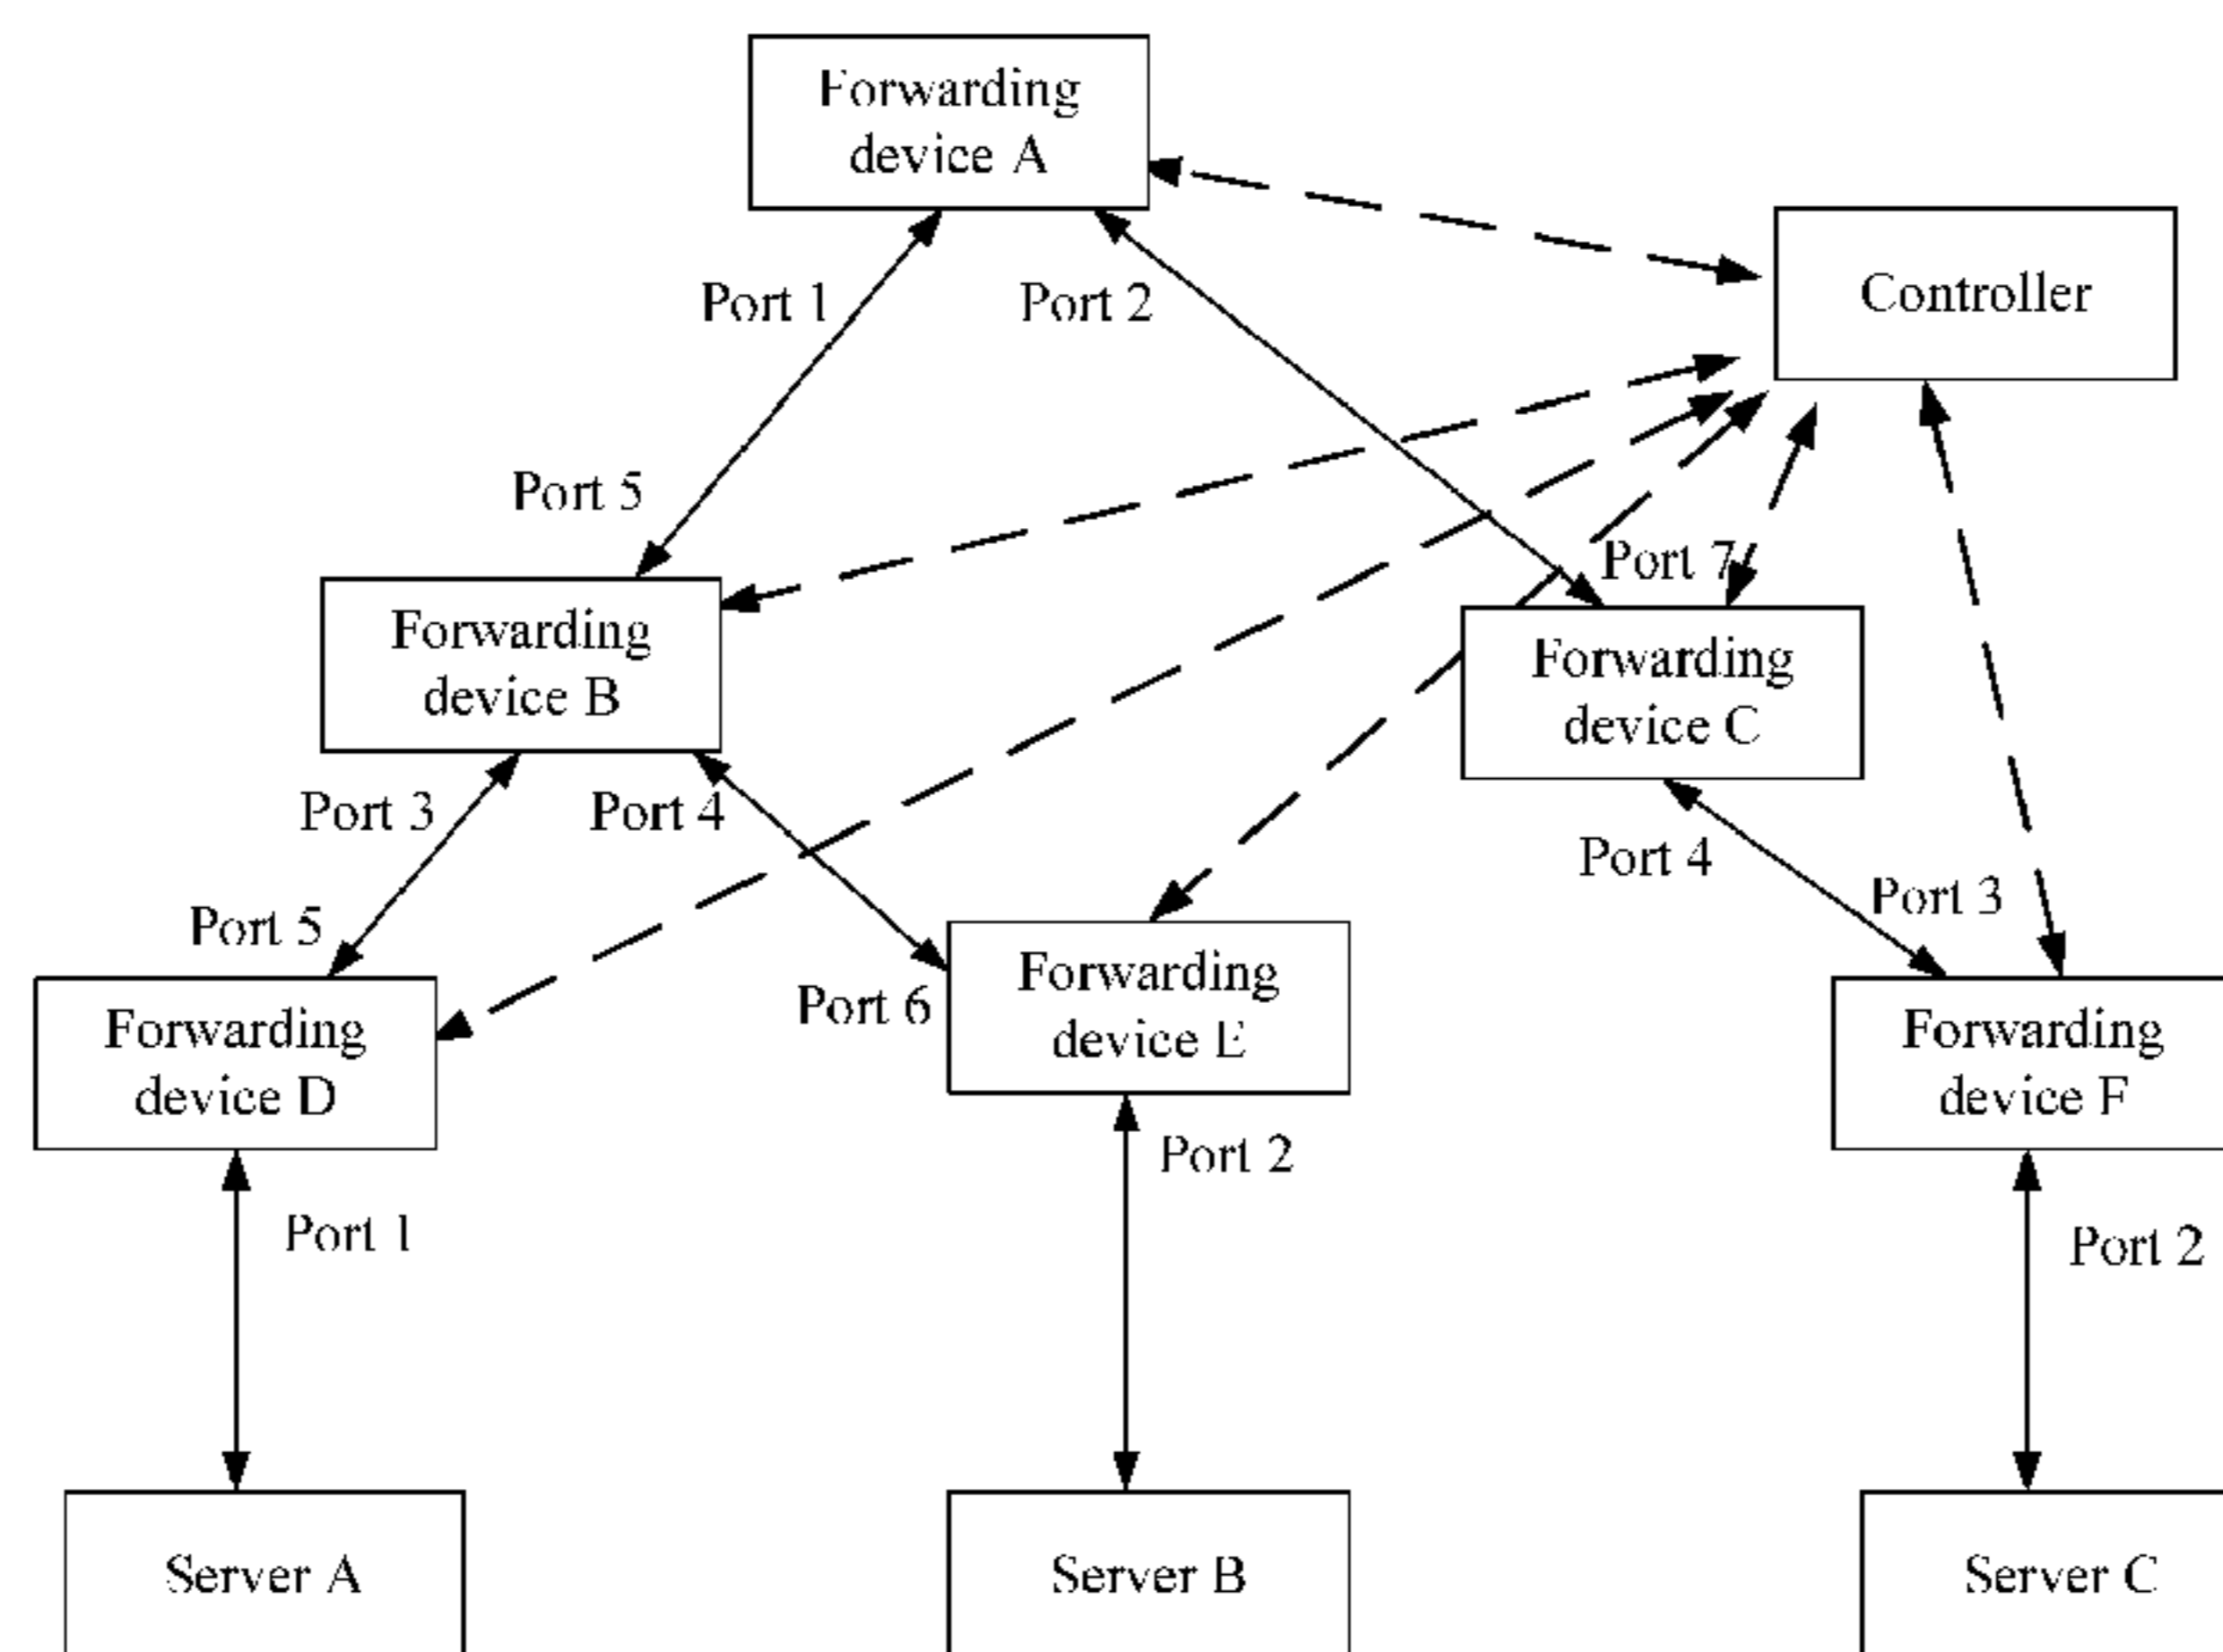 Forwarding
device A
Controller
Port 1
Port 2
Port 5
Port 7
Forwarding
device B
Forwarding
device C
Port 3
Port 4
Port 4
Port 3
Port 5
Port 6
Forwarding
device D
Forwarding
device E
Forwarding
device F
Port 1
Port 2
Port 2
Server A
Server B
Server C